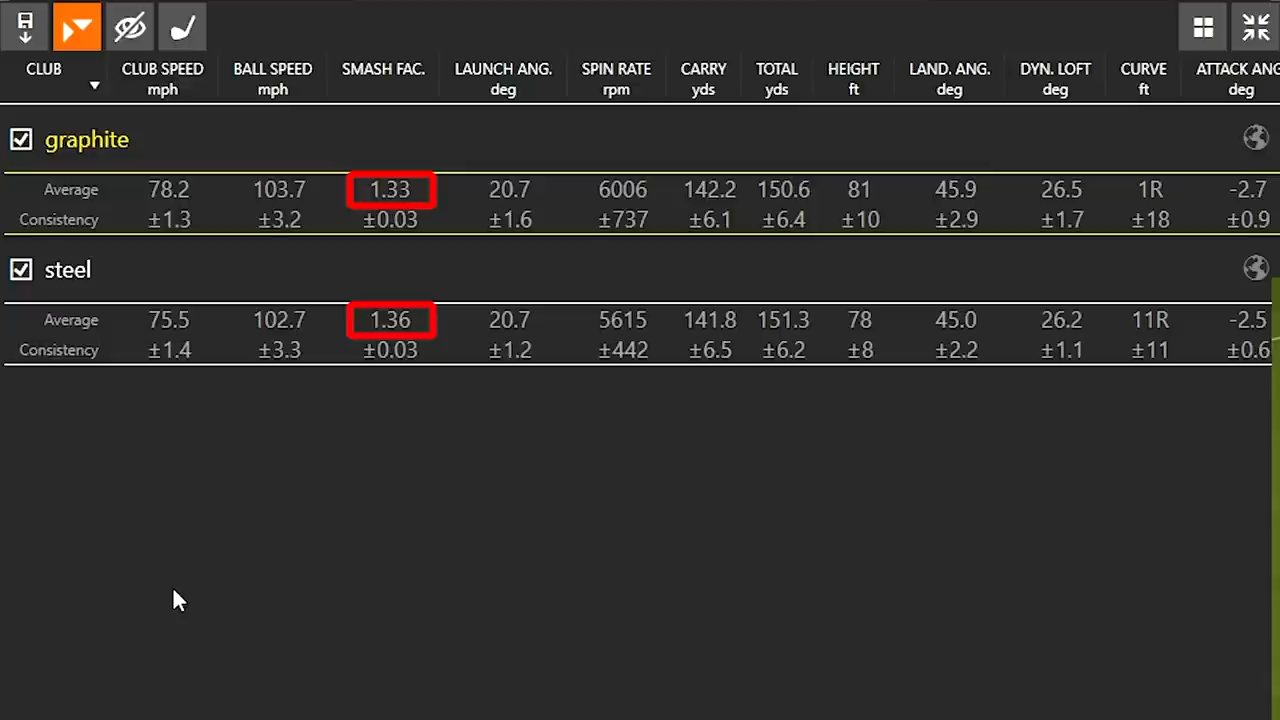 CLUB CLUB SPEED BALL SPEED SMASH FAC. LAUNCH ANG. SPIN RATE CARRY TOTAL HEIGHT LAND. ANG. DYN. LOFT CURVE ATTACK ANG
mph mph deg rpm yds yds ft deg deg ft deg
graphite
Average 78.2 103.7 1.33 20.7 6006 142.2 150.6 81 45.9 26.5 1R -2.7
Consistency ±1.3 ±3.2 ±0.03 ±1.6 ±737 ±6.1 ±6.4 ±10 ±2.9 ±1.7 ±18 ±0.9
steel
Average 75.5 102.7 1.36 20.7 5615 141.8 151.3 78 45.0 26.2 11R -2.5
Consistency ±1.4 ±3.3 ±0.03 ±1.2 ±442 ±6.5 ±6.2 ±8 ±2.2 ±1.1 ±11 ±0.6